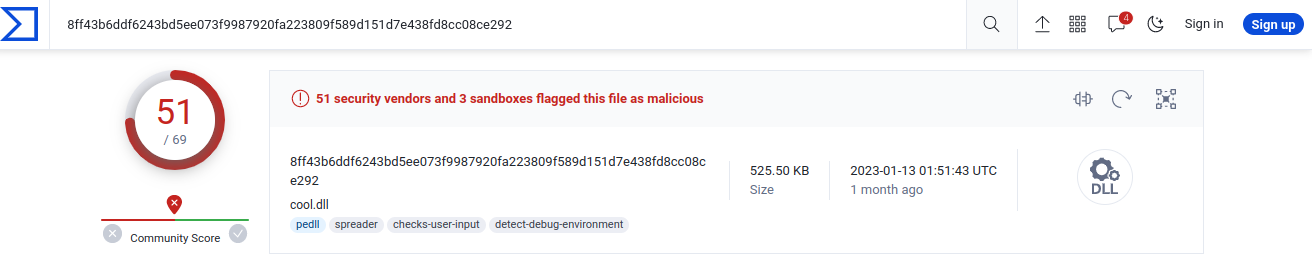 8ff43b6ddf6243bd5ee073f9987920fa223809f589d151d7e438fd8cc08ce292
4
Sign in
Sign up
51
/ 69
Community Score
51 security vendors and 3 sandboxes flagged this file as malicious
8ff43b6ddf6243bd5ee073f9987920fa223809f589d151d7e438fd8cc08c
e292
cool.dll
pedll spreader checks-user-input detect-debug-environment
525.50 KB
Size
2023-01-13 01:51:43 UTC
1 month ago
DLL